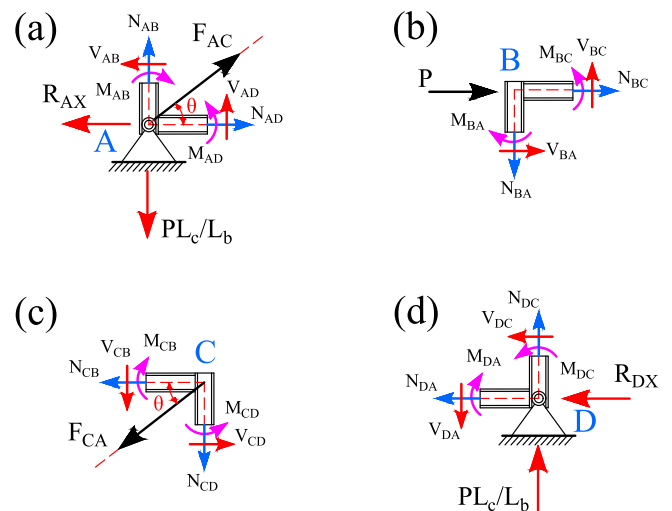 (a)
N_AB
F_AC
V_AB
M_AB
V_AD
R_AX
θ
N_AD
A
M_AD
PL_c/L_b
(b)
B
M_BC
V_BC
P
N_BC
M_BA
V_BA
N_BA
(c)
V_CB
M_CB
C
N_CB
θ
M_CD
F_CA
V_CD
N_CD
(d)
N_DC
V_DC
M_DA
M_DC
N_DA
R_DX
V_DA
D
PL_c/L_b